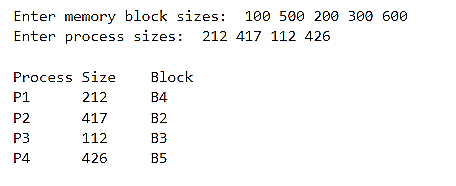 Enter memory block sizes:  100 500 200 300 600
Enter process sizes:  212 417 112 426

Process Size    Block
P1      212     B4
P2      417     B2
P3      112     B3
P4      426     B5